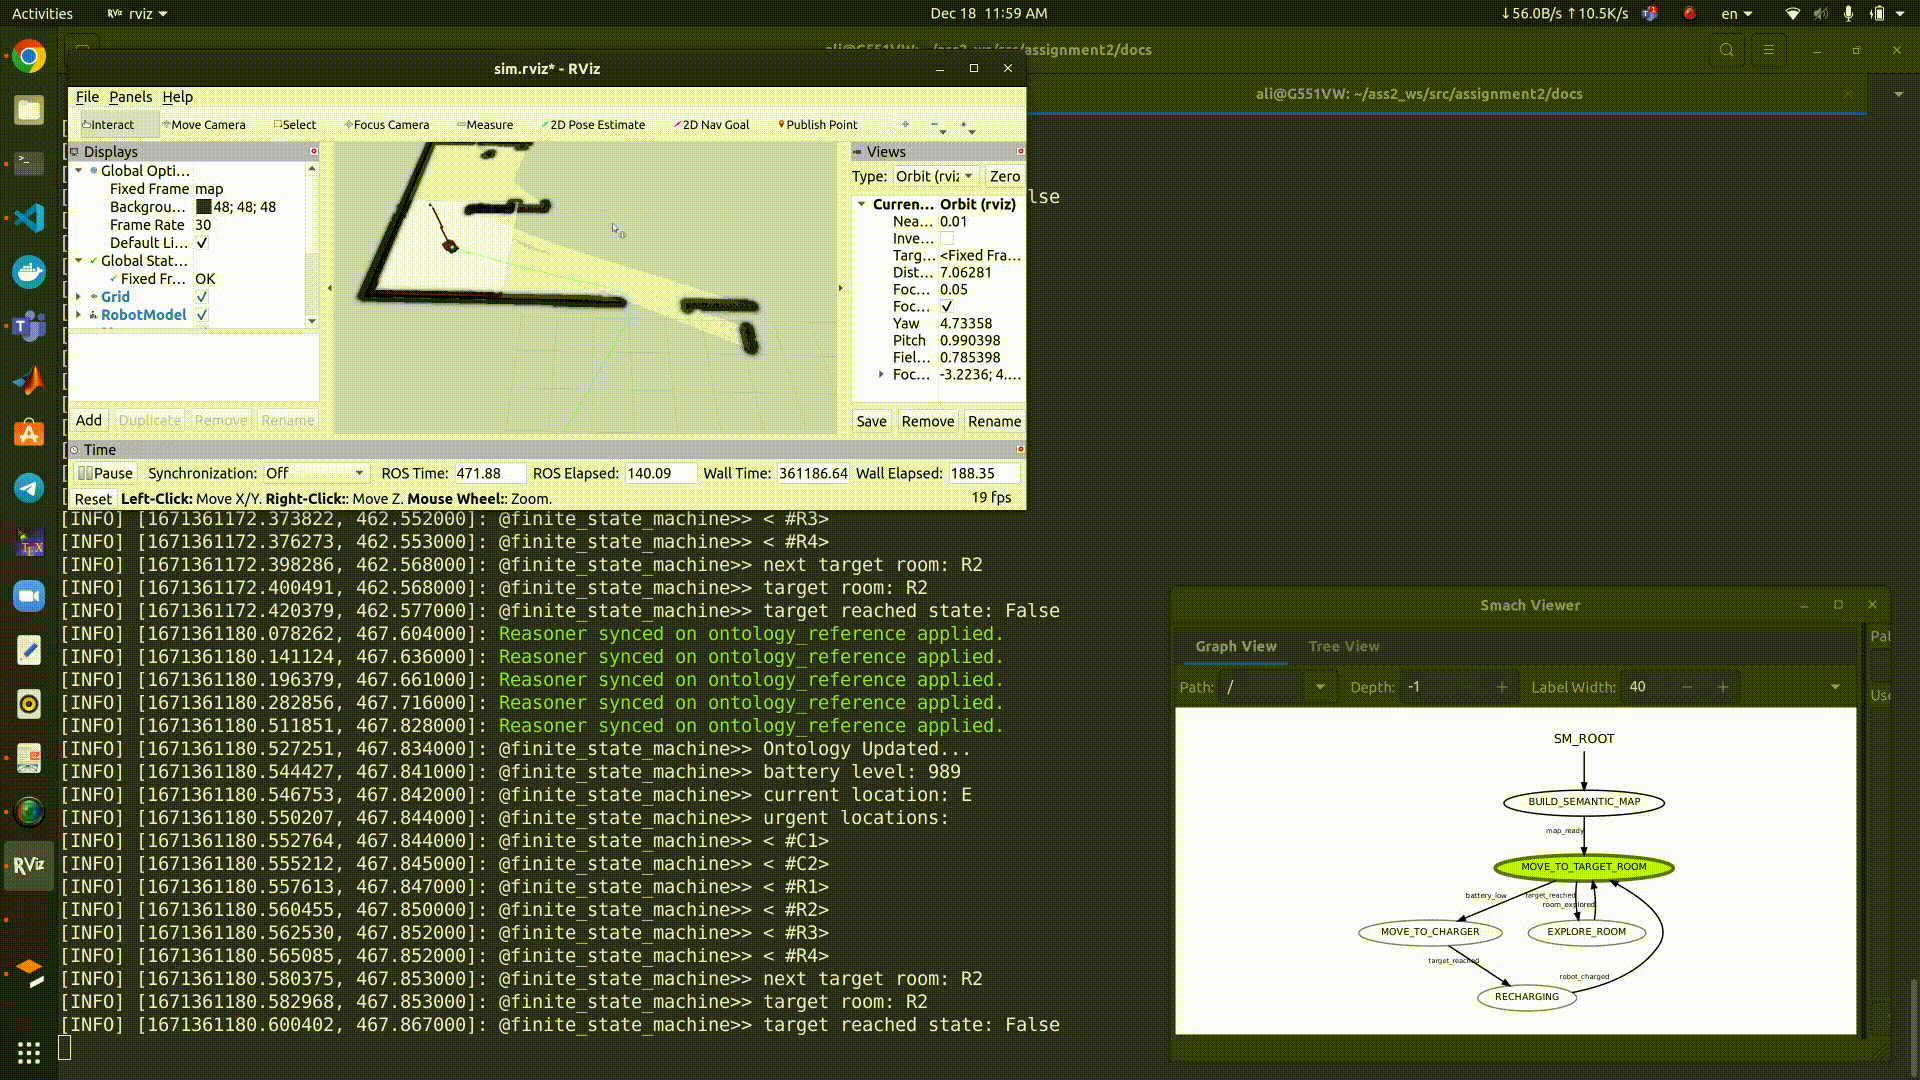 Activities
rviz
Dec 18 11:59 AM
↓56.0B/s ↑10.5K/s
en
/assignment2/docs
sim.rviz* - RViz
ali@G551VW: ~/ass2_ws/src/assignment2/docs
File Panels Help
Interact Move Camera Select Focus Camera Measure 2D Pose Estimate 2D Nav Goal Publish Point
Displays
Global Opti...
Fixed Frame map
Backgrou... 48; 48; 48
Frame Rate 30
Default Li... ✓
Global Stat...
Fixed Fr... OK
Grid
RobotModel
Add Duplicate Remove Rename
Views
Type: Orbit (rviz Zero
Curren... Orbit (rviz)
Nea... 0.01
Inve...
Targ... <Fixed Fra...
Dist... 7.06281
Foc... 0.05
Foc... ✓
Yaw 4.73358
Pitch 0.990398
Fiel... 0.785398
Foc... -3.2236; 4....
Save Remove Rename
lse
Time
Pause Synchronization: Off ROS Time: 471.88 ROS Elapsed: 140.09 Wall Time: 361186.64 Wall Elapsed: 188.35
Reset Left-Click: Move X/Y. Right-Click:: Move Z. Mouse Wheel:: Zoom. 19 fps
[INFO] [1671361172.373822, 462.552000]: @finite_state_machine>> < #R3>
[INFO] [1671361172.376273, 462.553000]: @finite_state_machine>> < #R4>
[INFO] [1671361172.398286, 462.568000]: @finite_state_machine>> next target room: R2
[INFO] [1671361172.400491, 462.568000]: @finite_state_machine>> target room: R2
[INFO] [1671361172.420379, 462.577000]: @finite_state_machine>> target reached state: False
[INFO] [1671361180.078262, 467.604000]: Reasoner synced on ontology_reference applied.
[INFO] [1671361180.141124, 467.636000]: Reasoner synced on ontology_reference applied.
[INFO] [1671361180.196379, 467.661000]: Reasoner synced on ontology_reference applied.
[INFO] [1671361180.282856, 467.716000]: Reasoner synced on ontology_reference applied.
[INFO] [1671361180.511851, 467.828000]: Reasoner synced on ontology_reference applied.
[INFO] [1671361180.527251, 467.834000]: @finite_state_machine>> Ontology Updated...
[INFO] [1671361180.544427, 467.841000]: @finite_state_machine>> battery level: 989
[INFO] [1671361180.546753, 467.842000]: @finite_state_machine>> current location: E
[INFO] [1671361180.550207, 467.844000]: @finite_state_machine>> urgent locations:
[INFO] [1671361180.552764, 467.844000]: @finite_state_machine>> < #C1>
[INFO] [1671361180.555212, 467.845000]: @finite_state_machine>> < #C2>
[INFO] [1671361180.557613, 467.847000]: @finite_state_machine>> < #R1>
[INFO] [1671361180.560455, 467.850000]: @finite_state_machine>> < #R2>
[INFO] [1671361180.562530, 467.852000]: @finite_state_machine>> < #R3>
[INFO] [1671361180.565085, 467.852000]: @finite_state_machine>> < #R4>
[INFO] [1671361180.580375, 467.853000]: @finite_state_machine>> next target room: R2
[INFO] [1671361180.582968, 467.853000]: @finite_state_machine>> target room: R2
[INFO] [1671361180.600402, 467.867000]: @finite_state_machine>> target reached state: False
Smach Viewer
Graph View Tree View
Path: / Depth: -1 Label Width: 40
SM_ROOT
BUILD_SEMANTIC_MAP
map_ready
MOVE_TO_TARGET_ROOM
battery_low target_reached
room_explored
MOVE_TO_CHARGER EXPLORE_ROOM
target_reached
robot_charged
RECHARGING